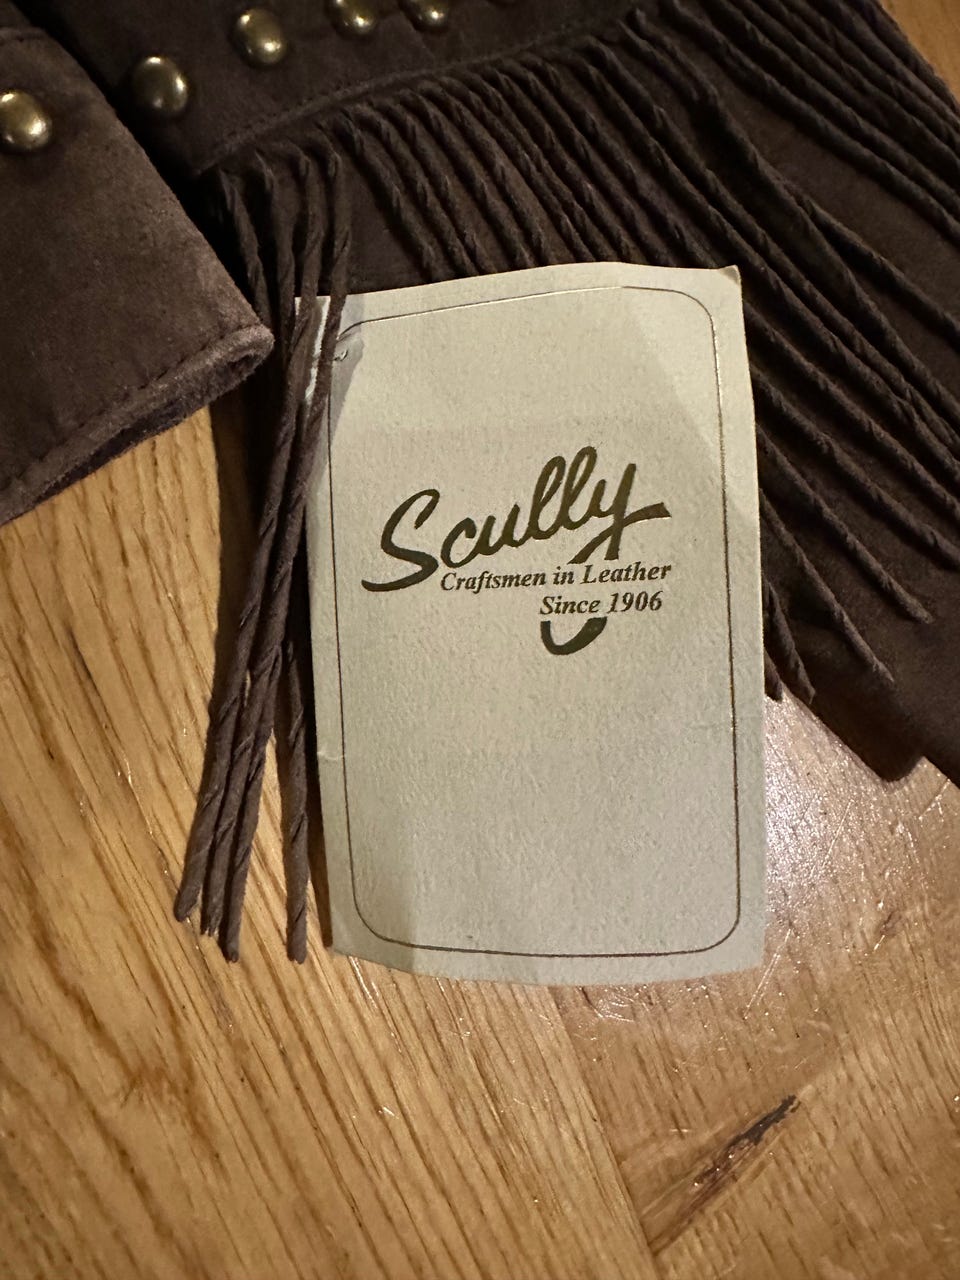 Scully
Craftsmen in Leather
Since 1906